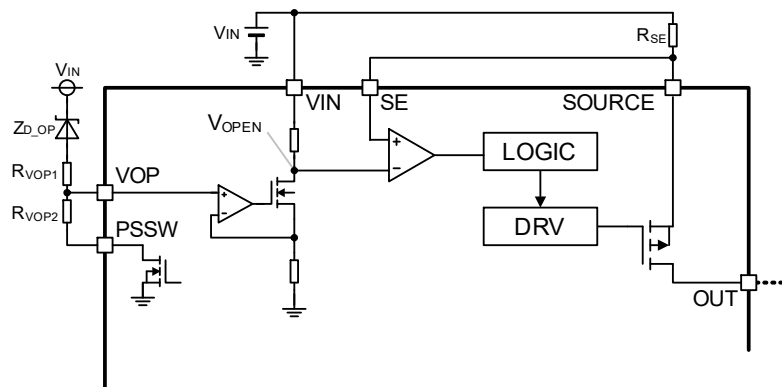 VIN
RSE
VIN
VIN
SE
SOURCE
ZD_OP
VOPEN
+
−
LOGIC
RVOP1
VOP
+
−
RVOP2
DRV
PSSW
OUT